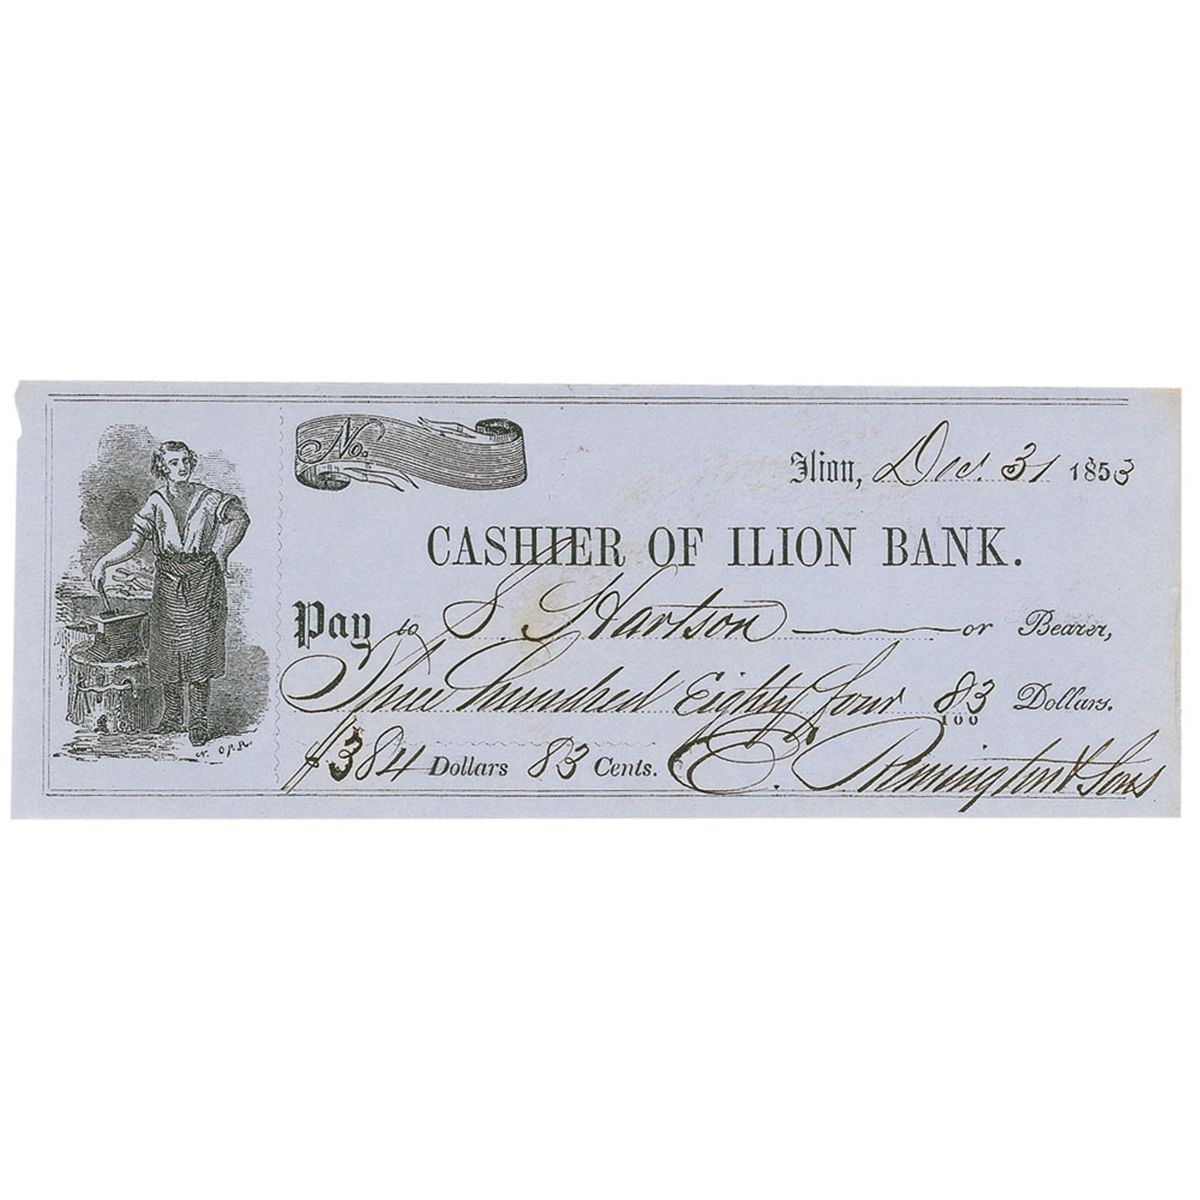 No.
Ilion, Dec. 31 1853
CASHIER OF ILION BANK.
Pay to S. Hartson or Bearer,
Three hundred Eighty four 83/100 Dollars.
$384 Dollars 83 Cents. E. Remington & Sons